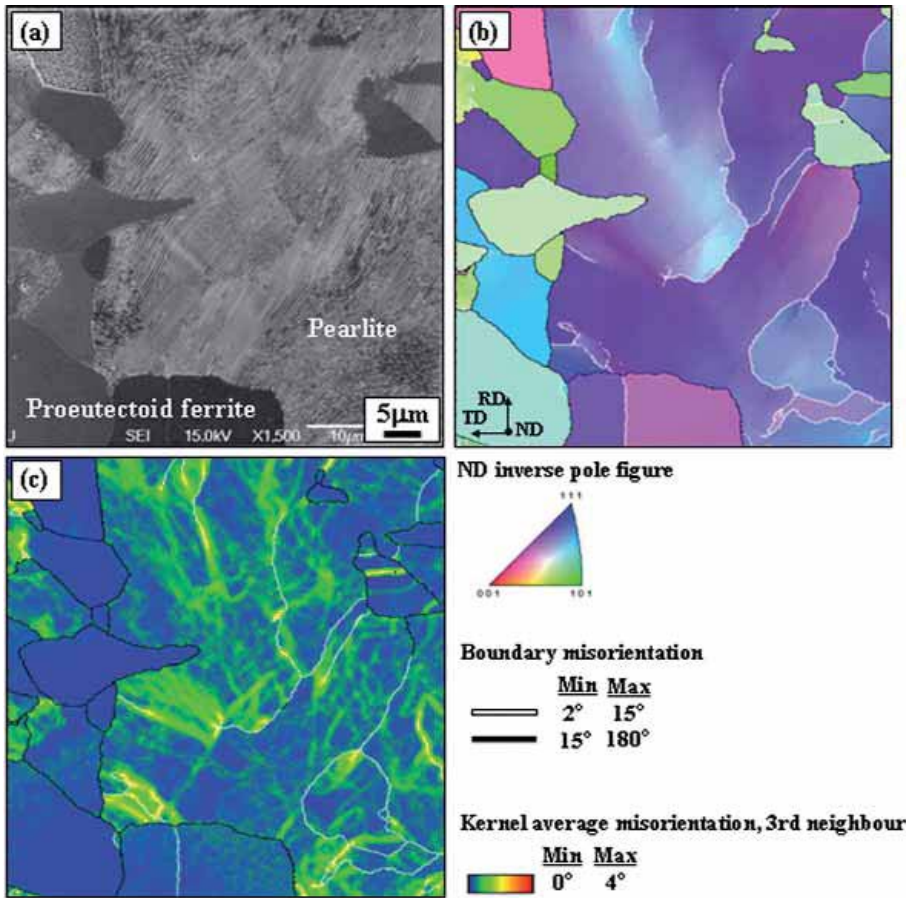 (a)
Pearlite
Proeutectoid ferrite
5μm
J SEI 15.0kV X1,500 10μm
(b)
RD
TD
ND
(c)
ND inverse pole figure
111
001 101
Boundary misorientation
Min Max
2° 15°
15° 180°
Kernel average misorientation, 3rd neighbour
Min Max
0° 4°